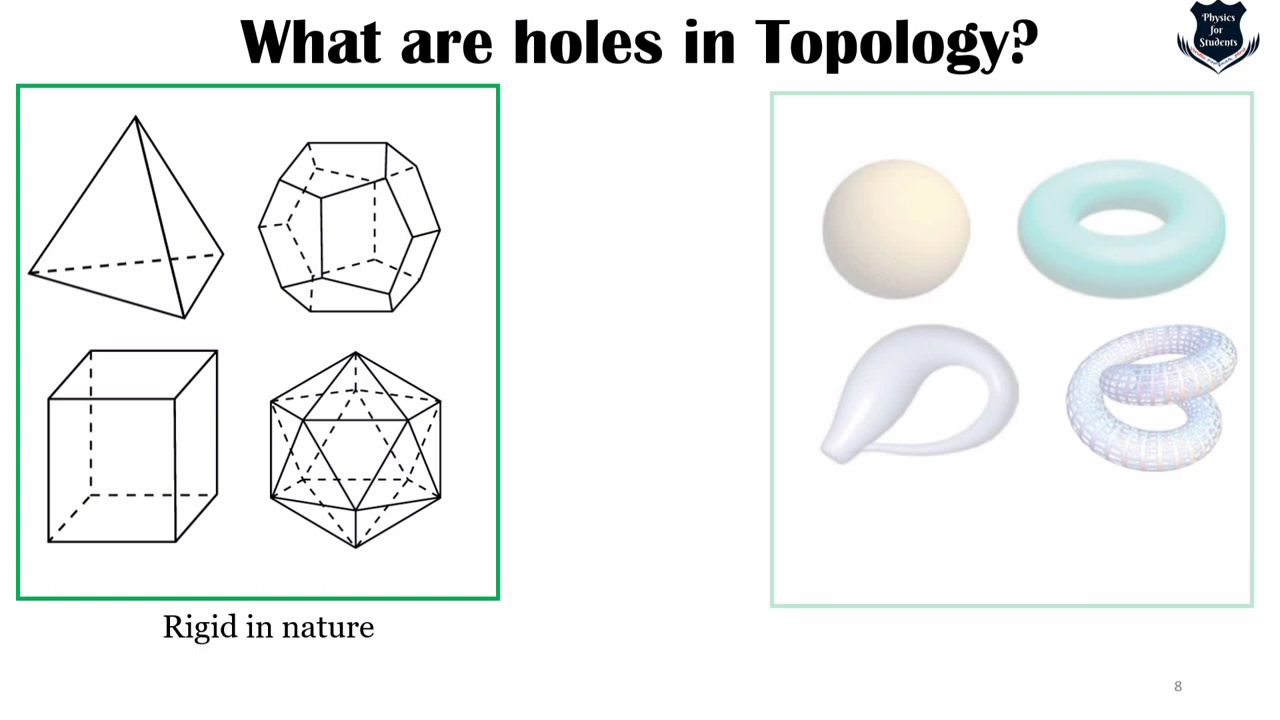 What are holes in Topology?
Physics
for
Students
Rigid in nature
8